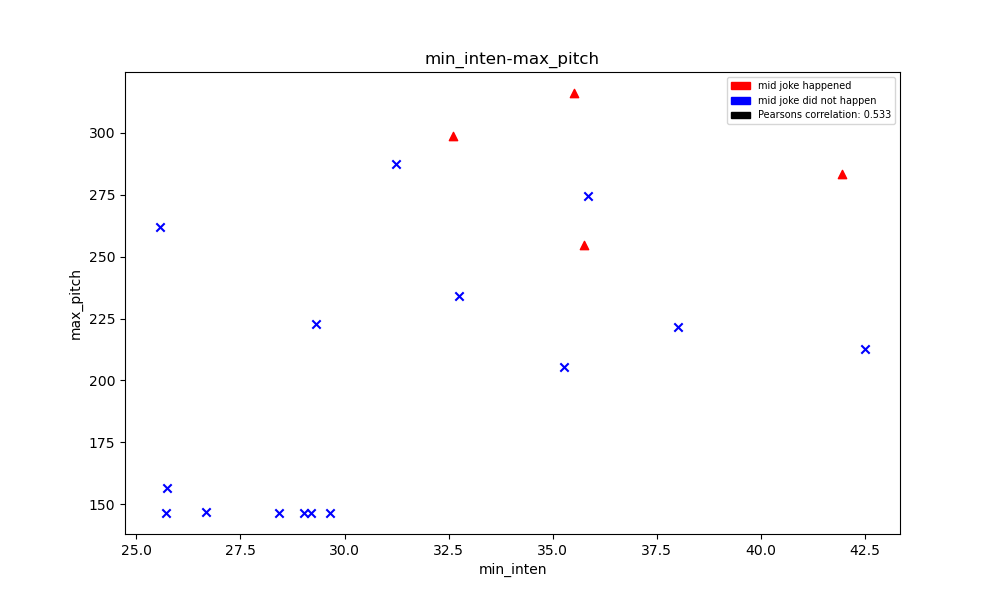 min_inten-max_pitch
mid joke happened
mid joke did not happen
Pearsons correlation: 0.533
300
275
250
225
200
175
150
max_pitch
25.0 27.5 30.0 32.5 35.0 37.5 40.0 42.5
min_inten